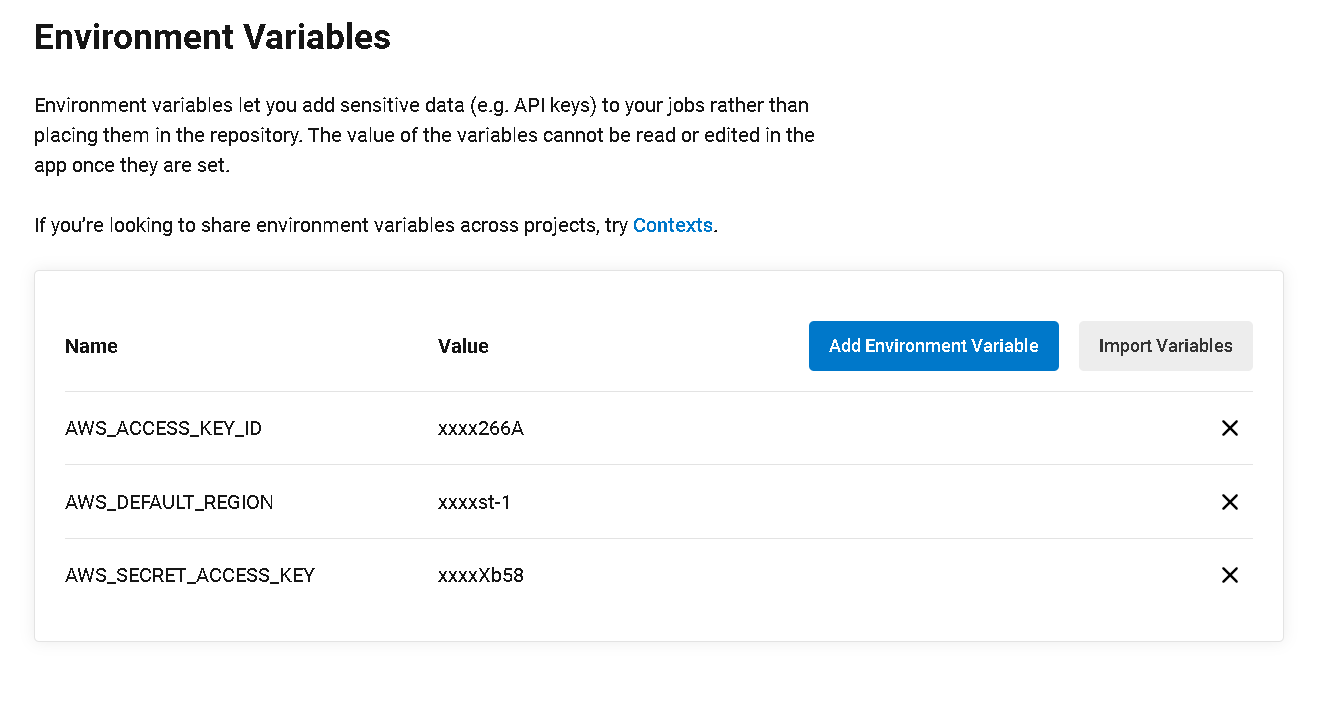 Environment Variables
Environment variables let you add sensitive data (e.g. API keys) to your jobs rather than
placing them in the repository. The value of the variables cannot be read or edited in the
app once they are set.
If you're looking to share environment variables across projects, try Contexts.
Name Value Add Environment Variable Import Variables
AWS_ACCESS_KEY_ID xxxx266A
AWS_DEFAULT_REGION xxxxst-1
AWS_SECRET_ACCESS_KEY xxxxXb58